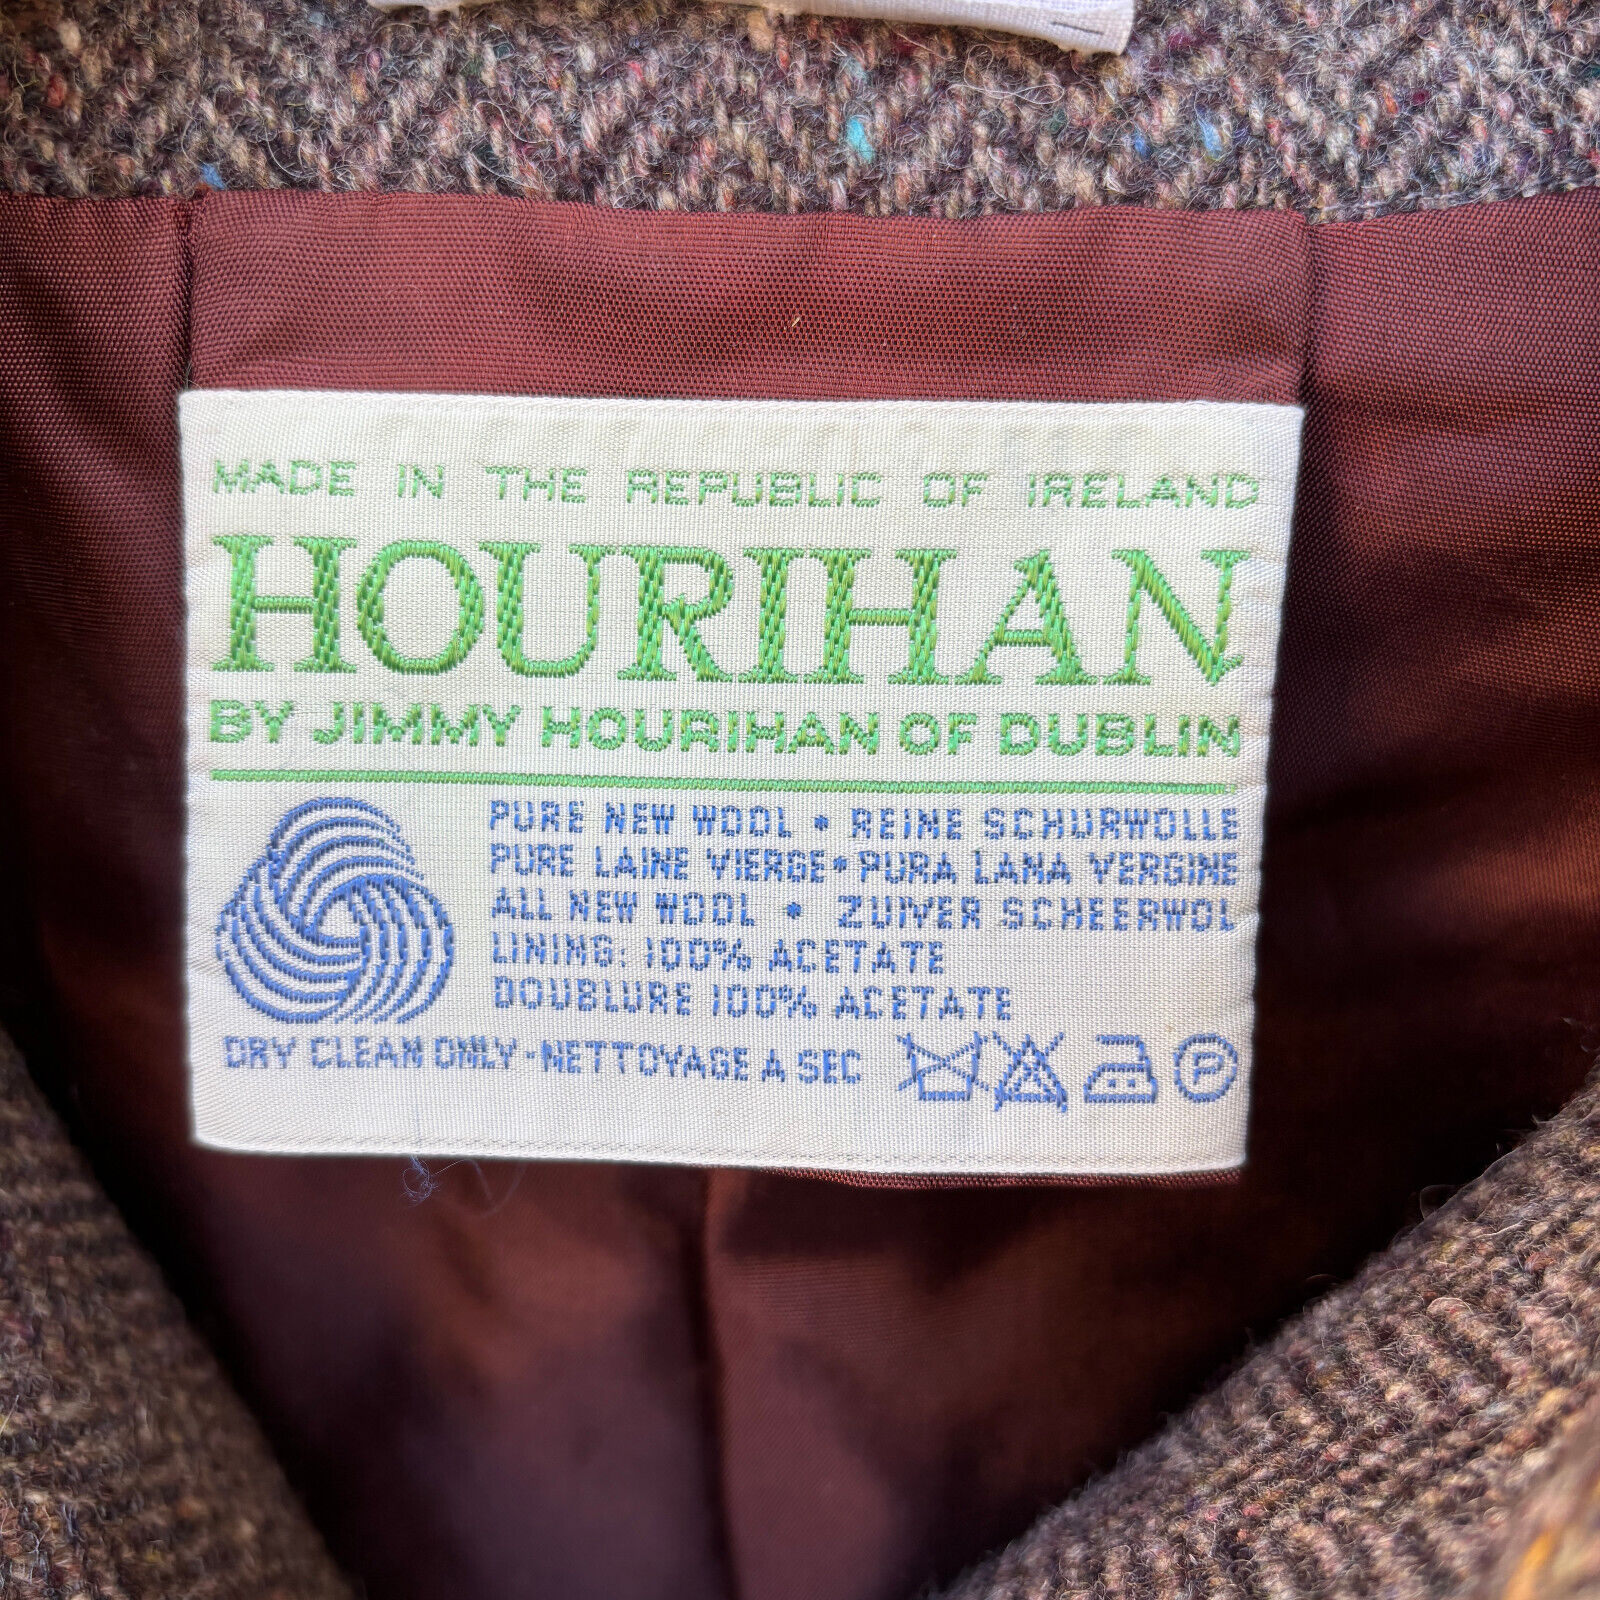 MADE IN THE REPUBLIC OF IRELAND
HOURIHAN
BY JIMMY HOURIHAN OF DUBLIN
PURE NEW WOOL • REINE SCHURWOLLE
PURE LAINE VIERGE • PURA LANA VERGINE
ALL NEW WOOL • ZUIVER SCHEERWOL
LINING: 100% ACETATE
DOUBLURE 100% ACETATE
DRY CLEAN ONLY - NETTOYAGE A SEC P